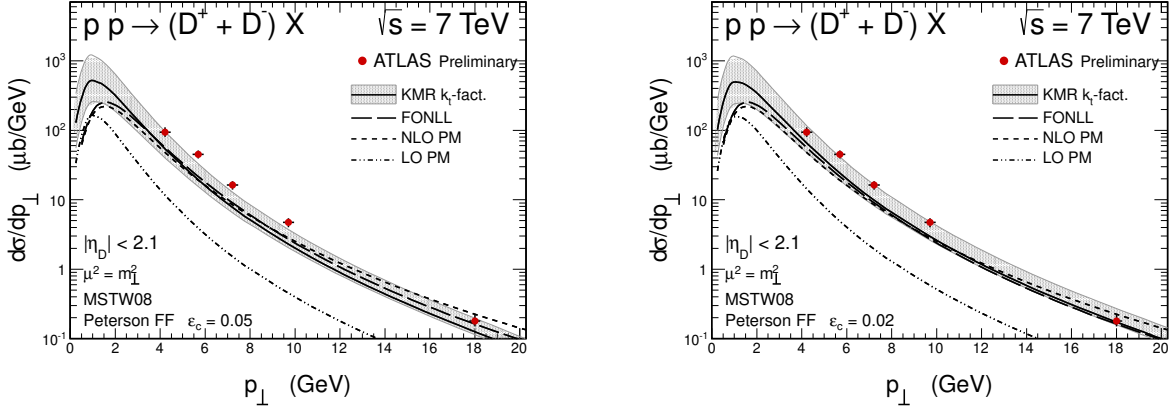 p p → (D⁺ + D⁻) X √s = 7 TeV
ATLAS Preliminary
KMR kₜ-fact.
FONLL
NLO PM
LO PM
dσ/dp⊥ (μb/GeV)
10³
10²
10
1
10⁻¹
|η_D| < 2.1
μ² = m²⊥
MSTW08
Peterson FF ε_c = 0.05
0 2 4 6 8 10 12 14 16 18 20
p⊥ (GeV)
p p → (D⁺ + D⁻) X √s = 7 TeV
ATLAS Preliminary
KMR kₜ-fact.
FONLL
NLO PM
LO PM
dσ/dp⊥ (μb/GeV)
10³
10²
10
1
10⁻¹
|η_D| < 2.1
μ² = m²⊥
MSTW08
Peterson FF ε_c = 0.02
0 2 4 6 8 10 12 14 16 18 20
p⊥ (GeV)